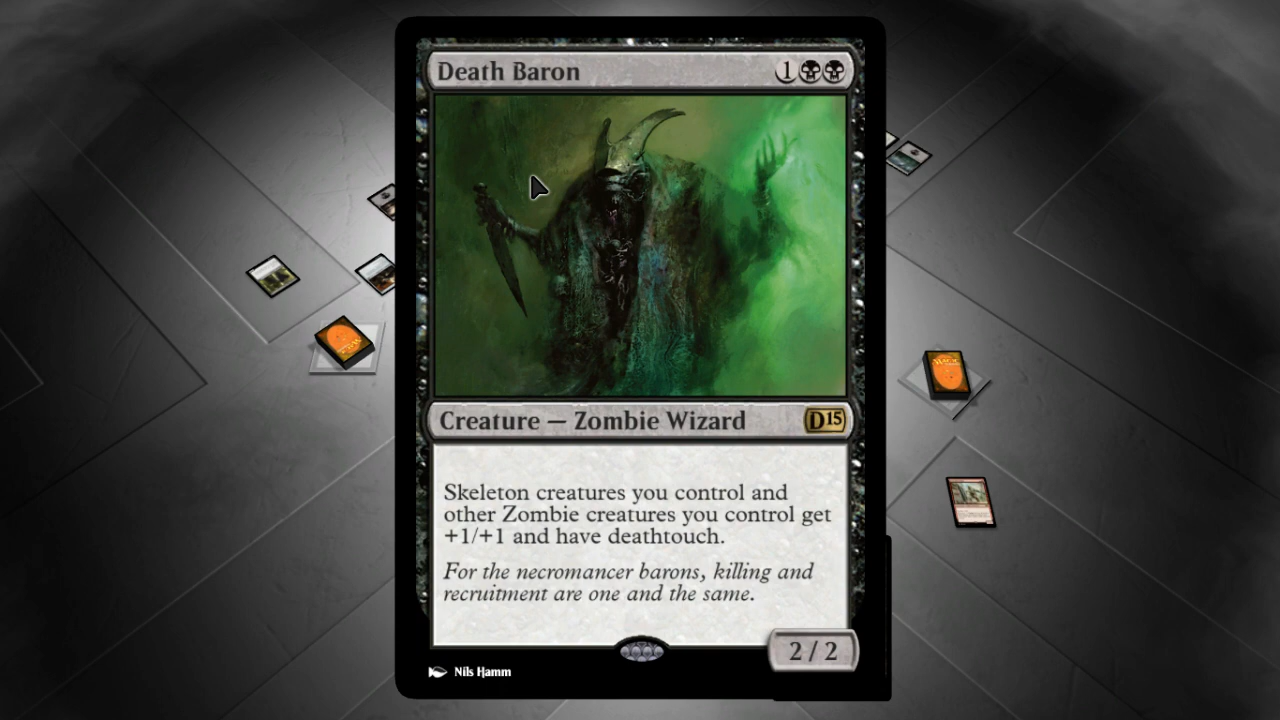 Death Baron 1
Creature — Zombie Wizard D15
Skeleton creatures you control and
other Zombie creatures you control get
+1/+1 and have deathtouch.
For the necromancer barons, killing and
recruitment are one and the same.
2 / 2
Nils Hamm
MAGIC